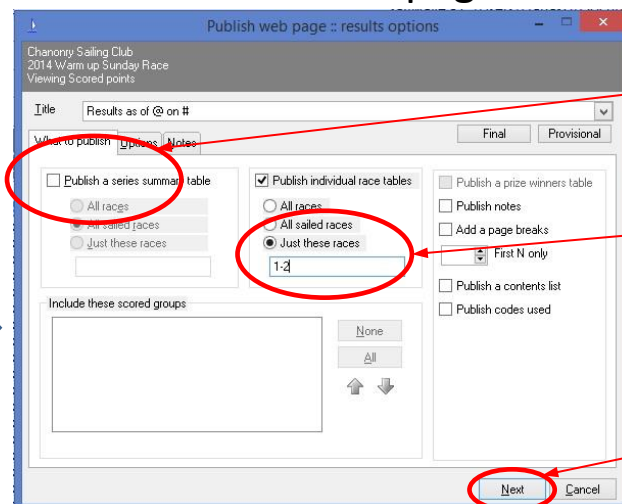 Publish web page :: results options
Chanonry Sailing Club
2014 Warm up Sunday Race
Viewing Scored points
Title Results as of @ on #
What to publish Options Notes Final Provisional
Publish a series summary table
All races
All sailed races
Just these races
Publish individual race tables
All races
All sailed races
Just these races
1-2
Publish a prize winners table
Publish notes
Add a page breaks
First N only
Publish a contents list
Publish codes used
Include these scored groups
None
All
Next Cancel